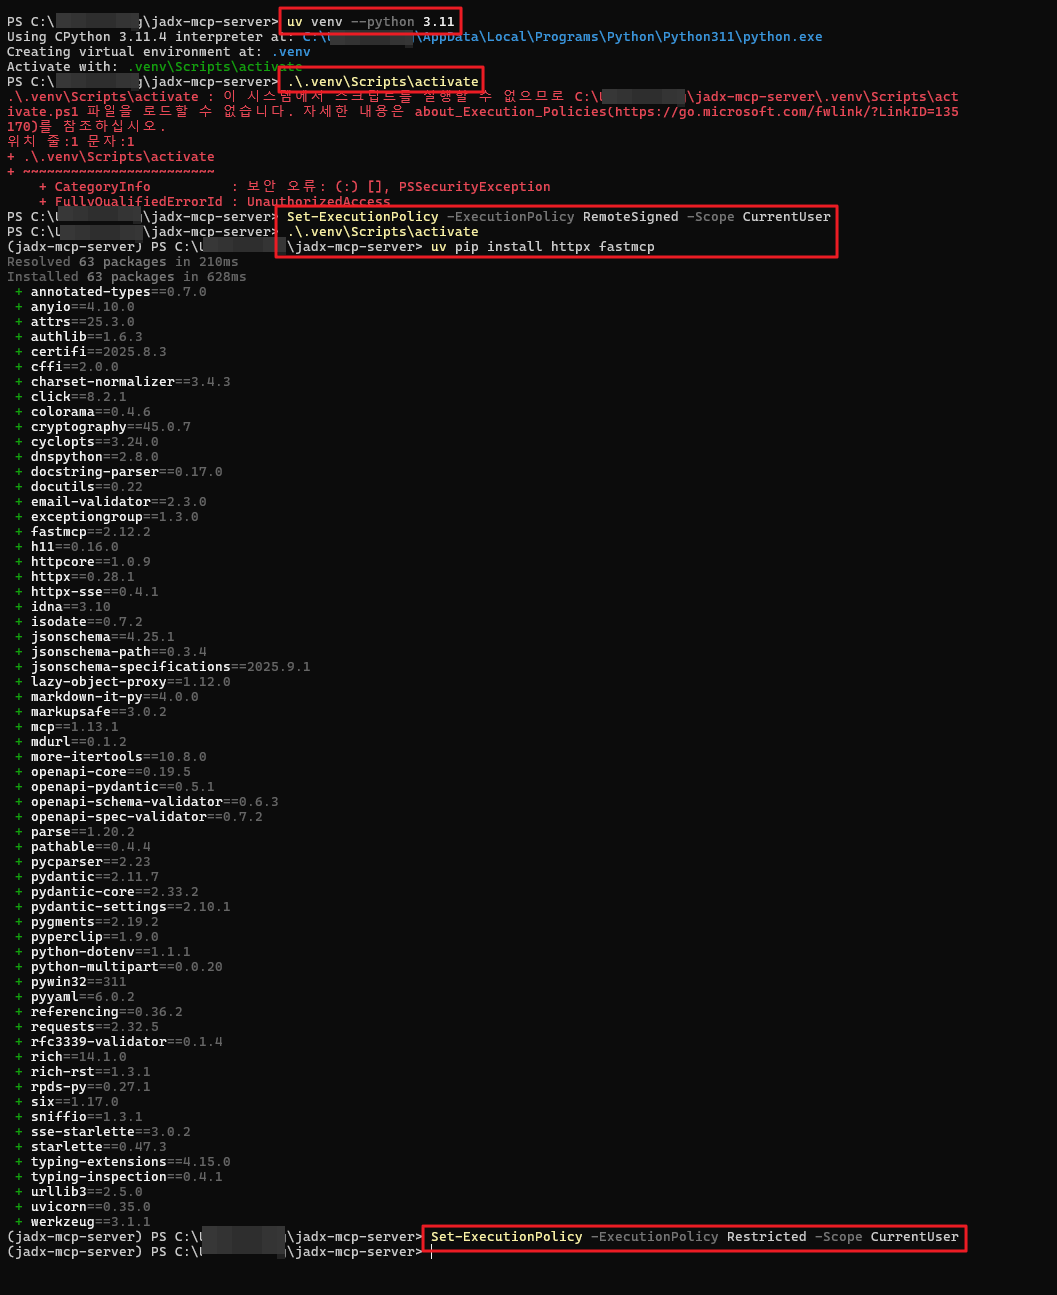 PS C:\ g\jadx-mcp-server> uv venv --python 3.11
Using CPython 3.11.4 interpreter at: C:\ \AppData\Local\Programs\Python\Python311\python.exe
Creating virtual environment at: .venv
Activate with: .venv\Scripts\activate
PS C:\ \jadx-mcp-server> .\.venv\Scripts\activate
.\.venv\Scripts\activate : 이 시스템에서 스크립트를 실행할 수 없으므로 C:\ \jadx-mcp-server\.venv\Scripts\act
ivate.ps1 파일을 로드할 수 없습니다. 자세한 내용은 about_Execution_Policies(https://go.microsoft.com/fwlink/?LinkID=135
170)를 참조하십시오.
위치 줄:1 문자:1
+ .\.venv\Scripts\activate
+ ~~~~~~~~~~~~~~~~~~~~~~~~
+ CategoryInfo : 보안 오류: (:) [], PSSecurityException
+ FullyQualifiedErrorId : UnauthorizedAccess
PS C:\ \jadx-mcp-server> Set-ExecutionPolicy -ExecutionPolicy RemoteSigned -Scope CurrentUser
PS C:\ \jadx-mcp-server> .\.venv\Scripts\activate
(jadx-mcp-server) PS C:\ \jadx-mcp-server> uv pip install httpx fastmcp
Resolved 63 packages in 210ms
Installed 63 packages in 628ms
+ annotated-types==0.7.0
+ anyio==4.10.0
+ attrs==25.3.0
+ authlib==1.6.3
+ certifi==2025.8.3
+ cffi==2.0.0
+ charset-normalizer==3.4.3
+ click==8.2.1
+ colorama==0.4.6
+ cryptography==45.0.7
+ cyclopts==3.24.0
+ dnspython==2.8.0
+ docstring-parser==0.17.0
+ docutils==0.22
+ email-validator==2.3.0
+ exceptiongroup==1.3.0
+ fastmcp==2.12.2
+ h11==0.16.0
+ httpcore==1.0.9
+ httpx==0.28.1
+ httpx-sse==0.4.1
+ idna==3.10
+ isodate==0.7.2
+ jsonschema==4.25.1
+ jsonschema-path==0.3.4
+ jsonschema-specifications==2025.9.1
+ lazy-object-proxy==1.12.0
+ markdown-it-py==4.0.0
+ markupsafe==3.0.2
+ mcp==1.13.1
+ mdurl==0.1.2
+ more-itertools==10.8.0
+ openapi-core==0.19.5
+ openapi-pydantic==0.5.1
+ openapi-schema-validator==0.6.3
+ openapi-spec-validator==0.7.2
+ parse==1.20.2
+ pathable==0.4.4
+ pycparser==2.23
+ pydantic==2.11.7
+ pydantic-core==2.33.2
+ pydantic-settings==2.10.1
+ pygments==2.19.2
+ pyperclip==1.9.0
+ python-dotenv==1.1.1
+ python-multipart==0.0.20
+ pywin32==311
+ pyyaml==6.0.2
+ referencing==0.36.2
+ requests==2.32.5
+ rfc3339-validator==0.1.4
+ rich==14.1.0
+ rich-rst==1.3.1
+ rpds-py==0.27.1
+ six==1.17.0
+ sniffio==1.3.1
+ sse-starlette==3.0.2
+ starlette==0.47.3
+ typing-extensions==4.15.0
+ typing-inspection==0.4.1
+ urllib3==2.5.0
+ uvicorn==0.35.0
+ werkzeug==3.1.1
(jadx-mcp-server) PS C:\ \jadx-mcp-server> Set-ExecutionPolicy -ExecutionPolicy Restricted -Scope CurrentUser
(jadx-mcp-server) PS C:\ \jadx-mcp-server>